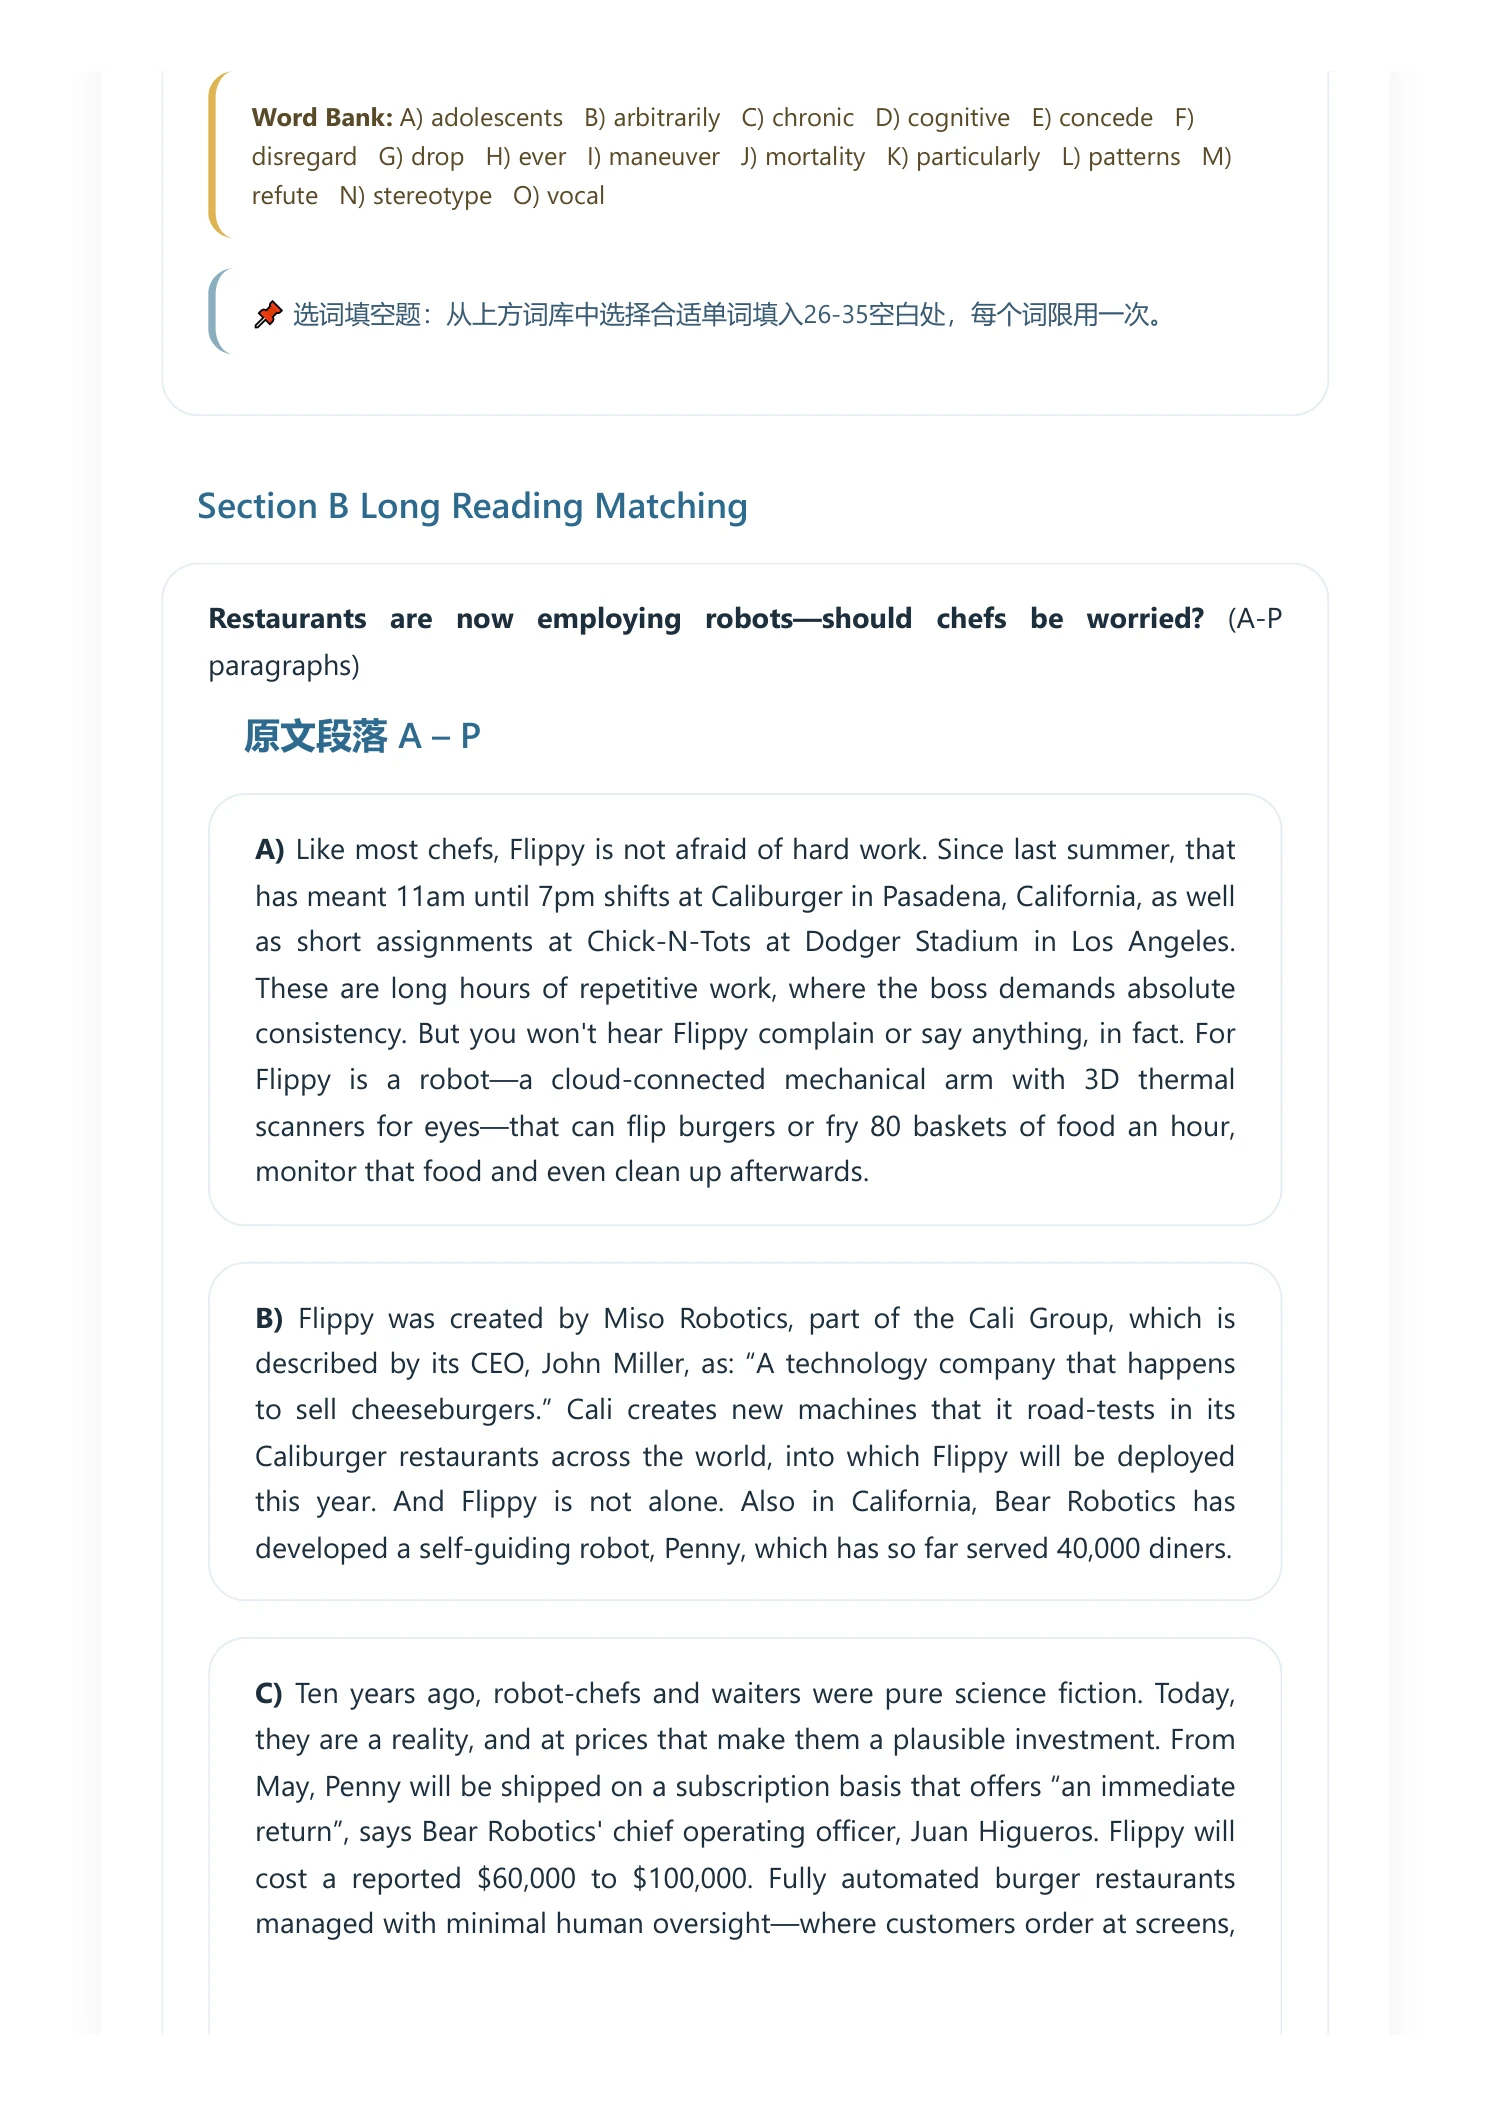 Word Bank: A) adolescents B) arbitrarily C) chronic D) cognitive E) concede F)
disregard G) drop H) ever I) maneuver J) mortality K) particularly L) patterns M)
refute N) stereotype O) vocal
📌 选词填空题：从上方词库中选择合适单词填入26-35空白处，每个词限用一次。
Section B Long Reading Matching
Restaurants are now employing robots—should chefs be worried? (A-P
paragraphs)
原文段落 A – P
A) Like most chefs, Flippy is not afraid of hard work. Since last summer, that
has meant 11am until 7pm shifts at Caliburger in Pasadena, California, as well
as short assignments at Chick-N-Tots at Dodger Stadium in Los Angeles.
These are long hours of repetitive work, where the boss demands absolute
consistency. But you won't hear Flippy complain or say anything, in fact. For
Flippy is a robot—a cloud-connected mechanical arm with 3D thermal
scanners for eyes—that can flip burgers or fry 80 baskets of food an hour,
monitor that food and even clean up afterwards.
B) Flippy was created by Miso Robotics, part of the Cali Group, which is
described by its CEO, John Miller, as: “A technology company that happens
to sell cheeseburgers.” Cali creates new machines that it road-tests in its
Caliburger restaurants across the world, into which Flippy will be deployed
this year. And Flippy is not alone. Also in California, Bear Robotics has
developed a self-guiding robot, Penny, which has so far served 40,000 diners.
C) Ten years ago, robot-chefs and waiters were pure science fiction. Today,
they are a reality, and at prices that make them a plausible investment. From
May, Penny will be shipped on a subscription basis that offers “an immediate
return”, says Bear Robotics' chief operating officer, Juan Higueros. Flippy will
cost a reported $60,000 to $100,000. Fully automated burger restaurants
managed with minimal human oversight—where customers order at screens,